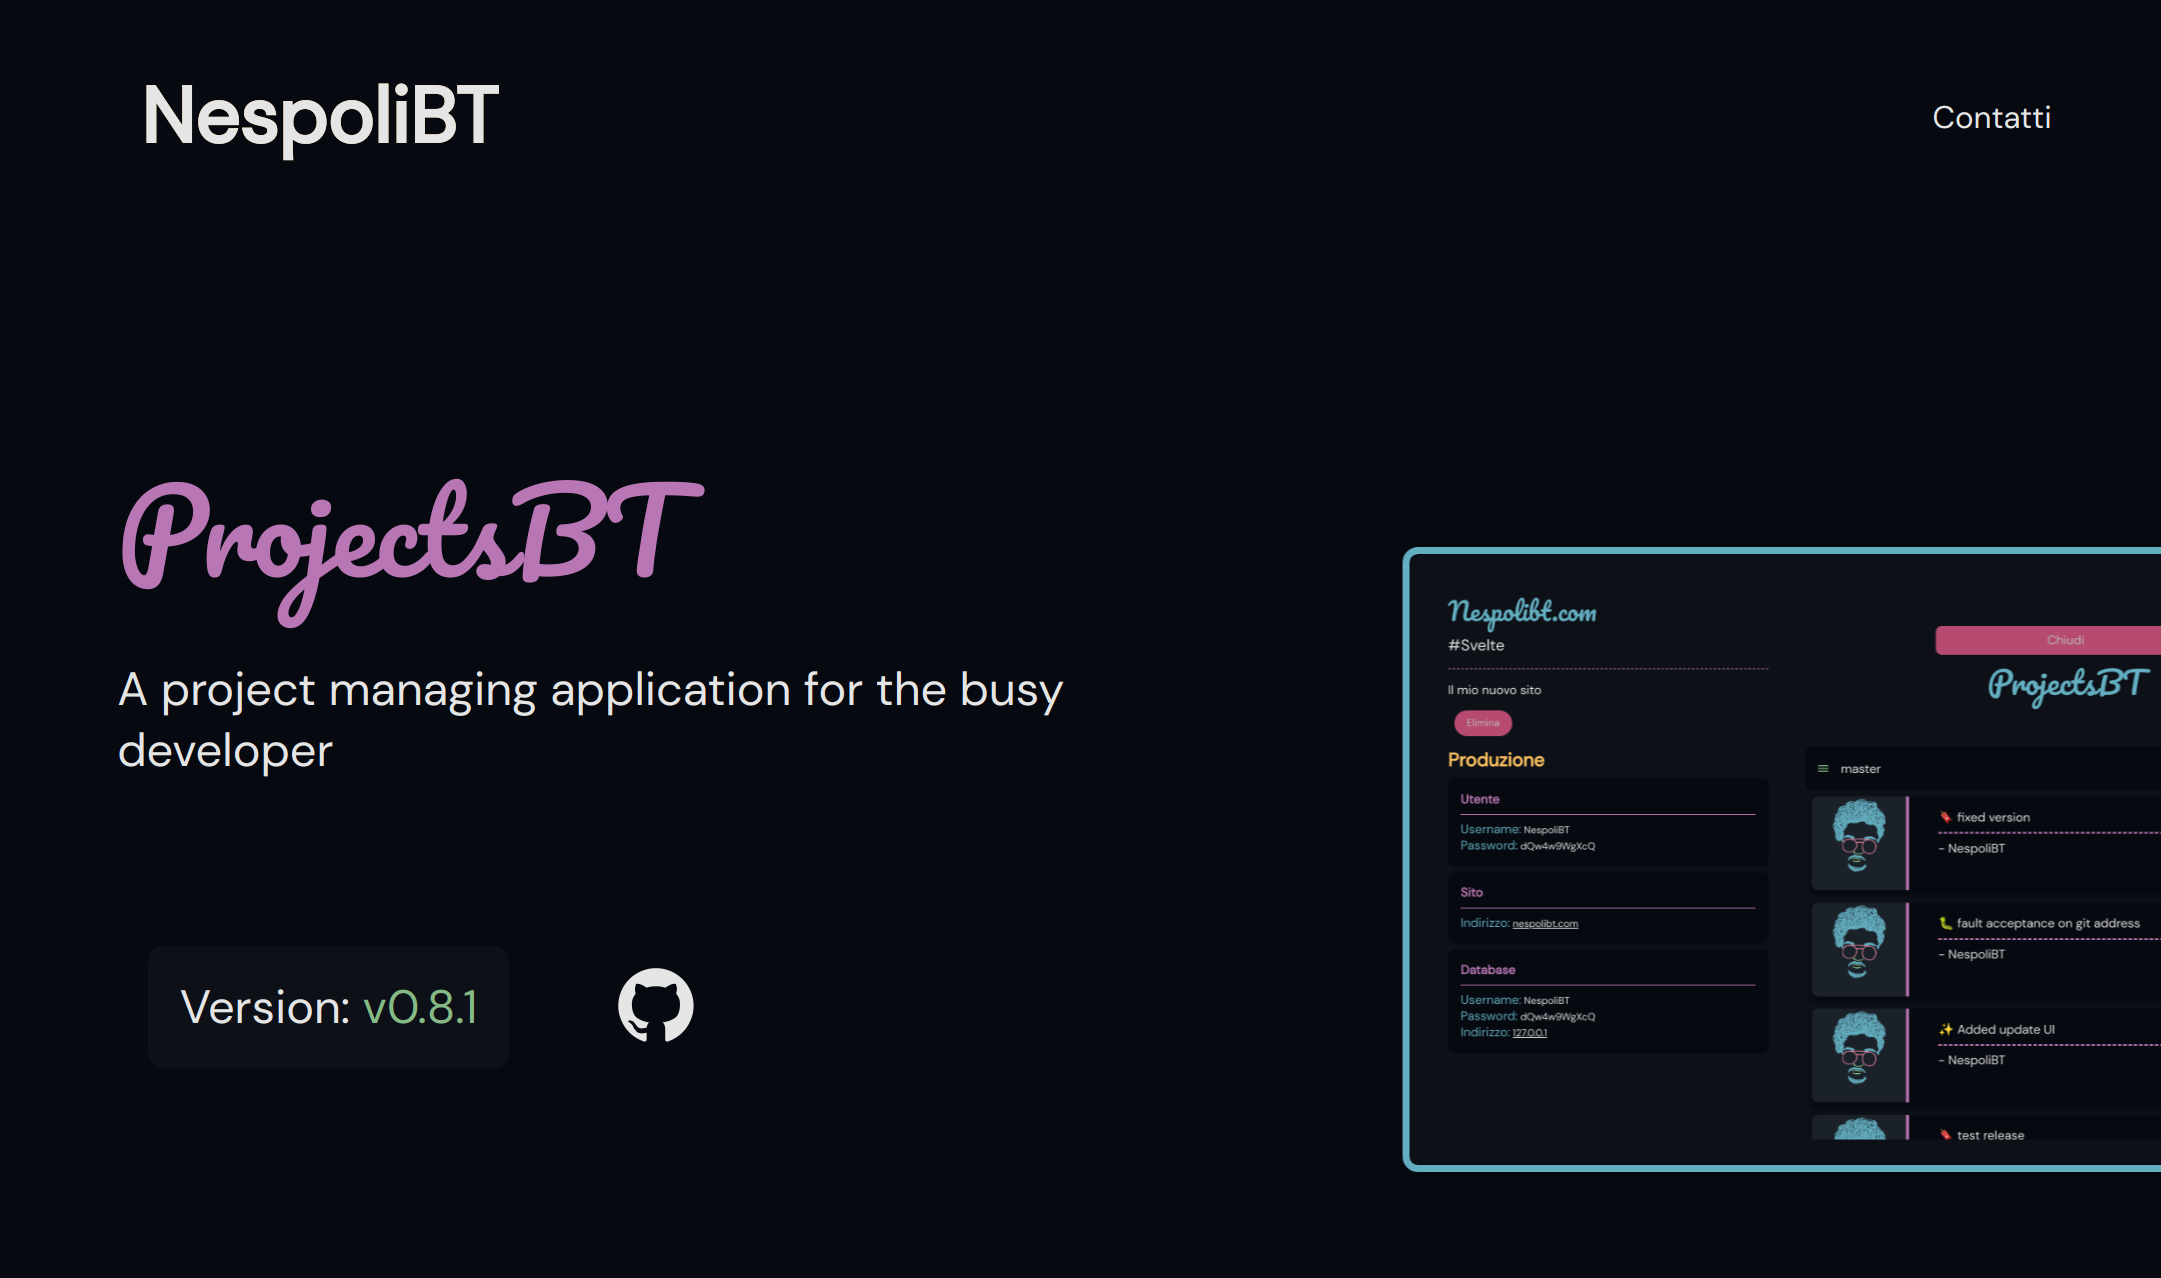 NespoliBT
Contatti
ProjectsBT
A project managing application for the busy
developer
Version: v0.8.1
Nespolibt.com
#Svelte
Il mio nuovo sito
Elimina
Produzione
Utente
Username: NespoliBT
Password: dQw4w9WgXcQ
Sito
Indirizzo: nespolibt.com
Database
Username: NespoliBT
Password: dQw4w9WgXcQ
Indirizzo: 127.0.0.1
Chiudi
ProjectsBT
master
fixed version
- NespoliBT
fault acceptance on git address
- NespoliBT
Added update UI
- NespoliBT
test release